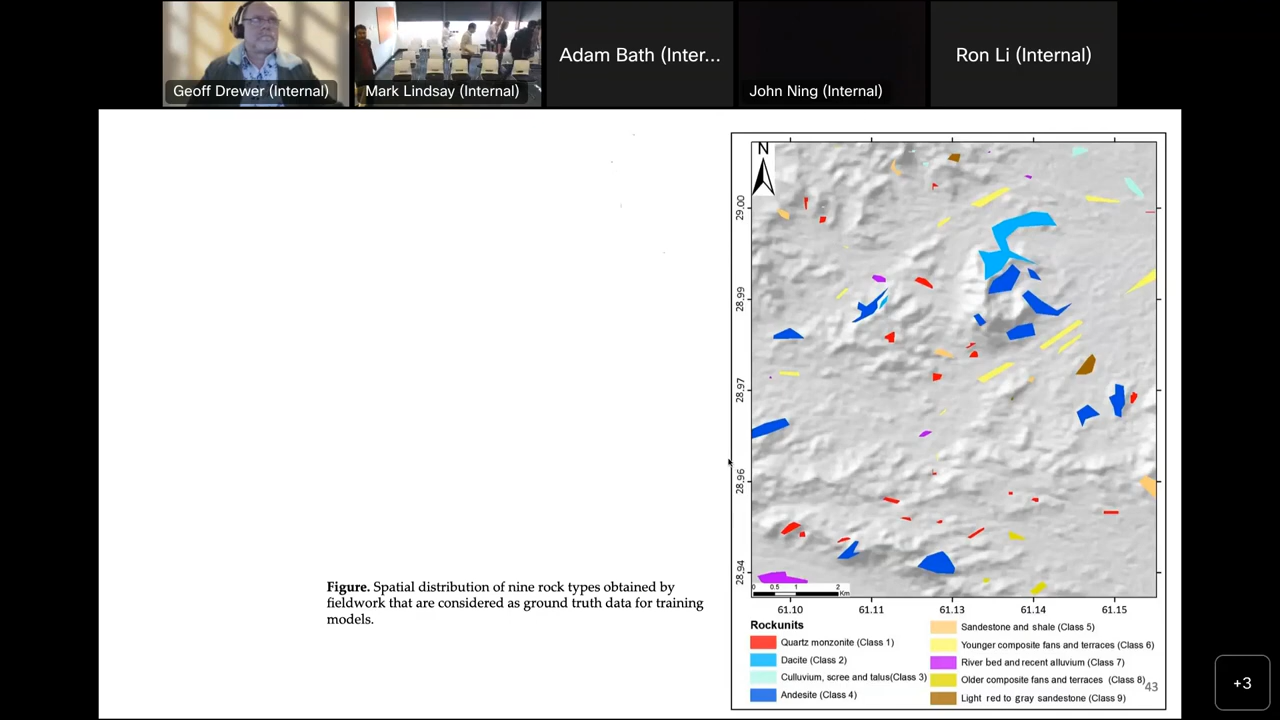 Geoff Drewer (Internal)
Mark Lindsay (Internal)
Adam Bath (Inter...
John Ning (Internal)
Ron Li (Internal)
N
29.00
28.99
28.97
28.96
28.94
0 0.5 1 2
Km
61.10 61.11 61.13 61.14 61.15
Figure. Spatial distribution of nine rock types obtained by
fieldwork that are considered as ground truth data for training
models.
Rockunits
Quartz monzonite (Class 1)
Dacite (Class 2)
Culluvium, scree and talus(Class 3)
Andesite (Class 4)
Sandestone and shale (Class 5)
Younger composite fans and terraces (Class 6)
River bed and recent alluvium (Class 7)
Older composite fans and terraces (Class 8)
Light red to gray sandestone (Class 9)
43
+3